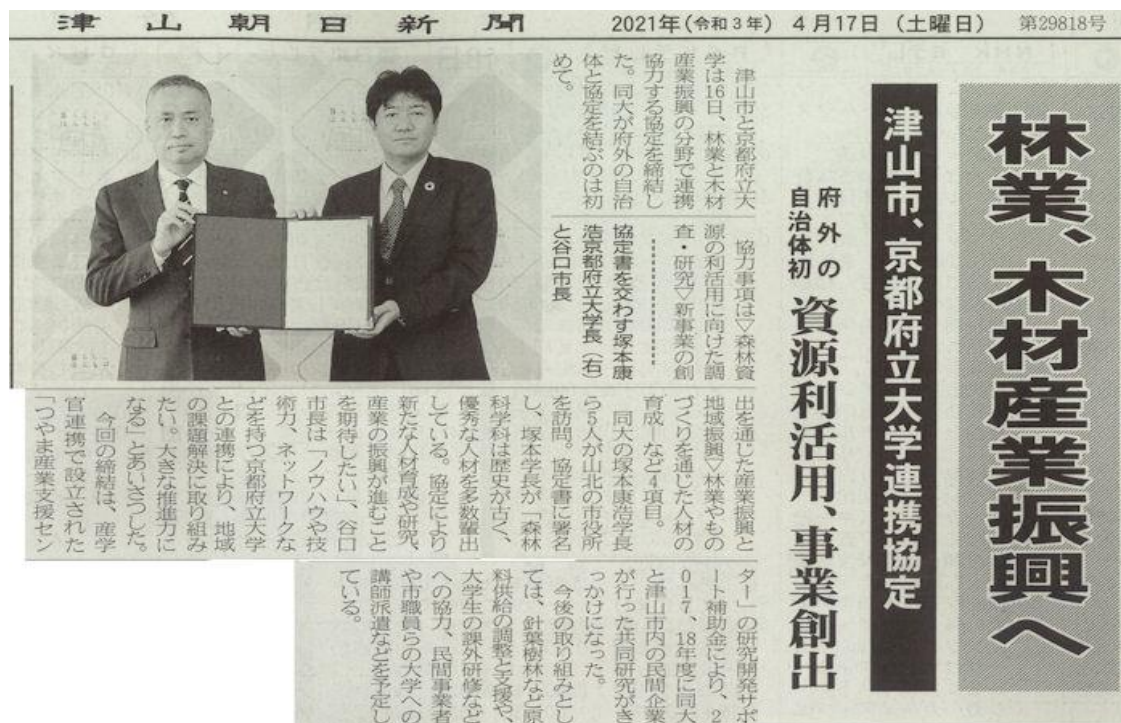 津山朝日新聞 2021年(令和3年) 4月17日 (土曜日) 第29818号
林業、木材産業振興へ
津山市、京都府立大学連携協定
府外の
自治体初
資源利活用、事業創出
津山市と京都府立大
学は16日、林業と木材
産業振興の分野で連携
協力する協定を締結し
た。同大が府外の自治
体と協定を結ぶのは初
めて。
協力事項は▽森林資
源の利活用に向けた調
査・研究▽新事業の創
協定書を交わす塚本康
浩京都府立大学長(右)
と谷口市長
出を通じた産業振興と
地域振興▽林業やもの
づくりを通じた人材の
育成―など4項目。
同大の塚本康浩学長
ら5人が山北の市役所
を訪問。協定書に署名
し、塚本学長が「森林
科学科は歴史が古く、
優秀な人材を多数輩出
している。協定により
新たな人材育成や研究、
産業の振興が進むこと
を期待したい」、谷口
市長は「ノウハウや技
術力、ネットワークな
どを持つ京都府立大学
との連携により、地域
の課題解決に取り組み
たい。大きな推進力に
なる」とあいさつした。
今回の締結は、産学
官連携で設立された
「つやま産業支援セン
ター」の研究開発サポ
ート補助金により、2
017、18年度に同大
と津山市内の民間企業
が行った共同研究がき
っかけになった。
今後の取り組みとし
ては、針葉樹林など原
料供給の調整と支援や、
大学生の課外研修など
への協力、民間事業者
や市職員らの大学への
講師派遣などを予定し
ている。